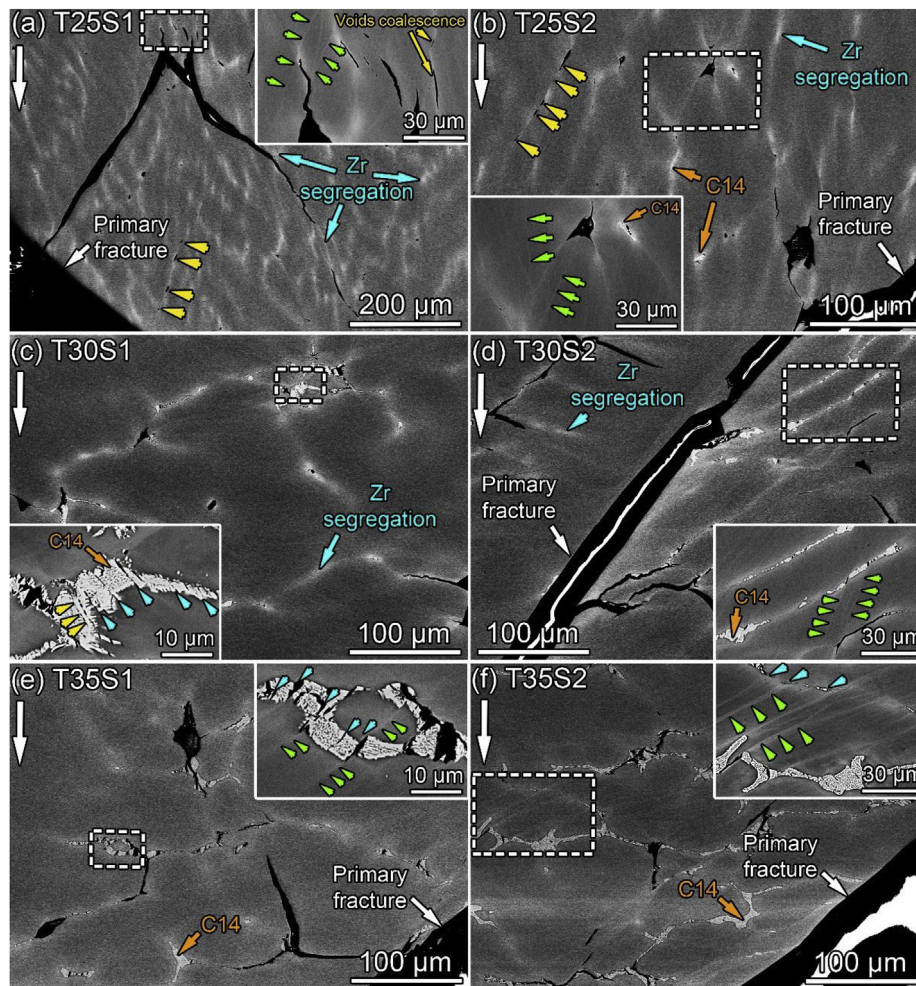 (a) T25S1
Voids coalescence
30 µm
Zr
segregation
Primary
fracture
200 µm
(b) T25S2
Zr
segregation
C14
C14
30 µm
Primary
fracture
100 µm
(c) T30S1
Zr
segregation
C14
10 µm
100 µm
(d) T30S2
Zr
segregation
Primary
fracture
C14
30 µm
100 µm
(e) T35S1
10 µm
Primary
fracture
C14
100 µm
(f) T35S2
30 µm
Primary
fracture
C14
100 µm